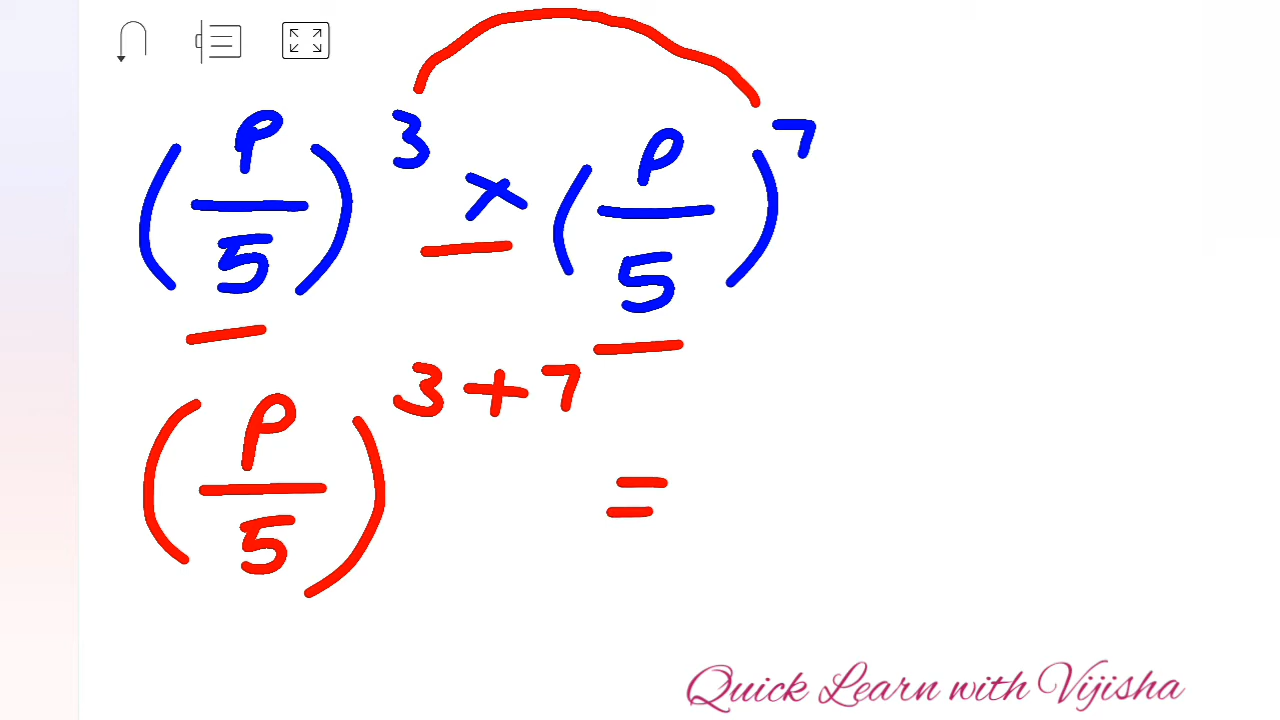 (p/5)³ × (p/5)⁷
(p/5)³⁺⁷ =
Quick Learn with Vijisha